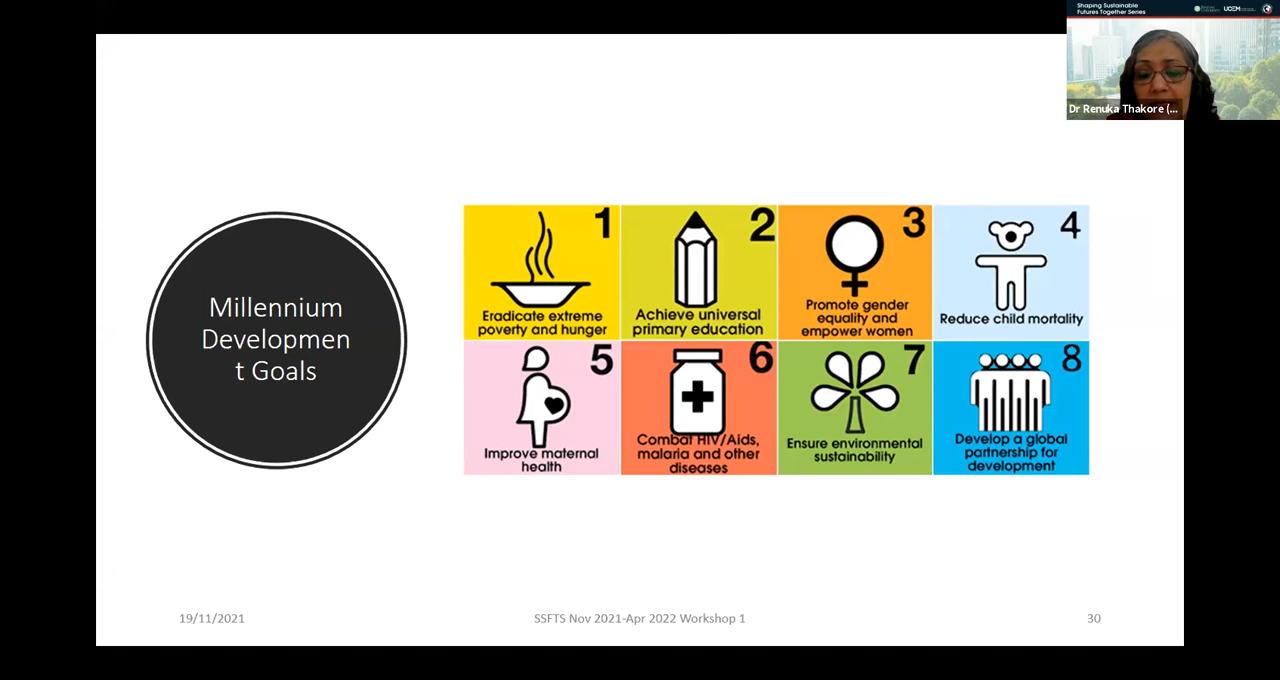 Shaping Sustainable
Futures Together Series
UCEM
Dr Renuka Thakore (...
Millennium
Developmen
t Goals
1
Eradicate extreme
poverty and hunger
2
Achieve universal
primary education
3
Promote gender
equality and
empower women
4
Reduce child mortality
5
Improve maternal
health
6
Combat HIV/Aids,
malaria and other
diseases
7
Ensure environmental
sustainability
8
Develop a global
partnership for
development
19/11/2021
SSFTS Nov 2021-Apr 2022 Workshop 1
30